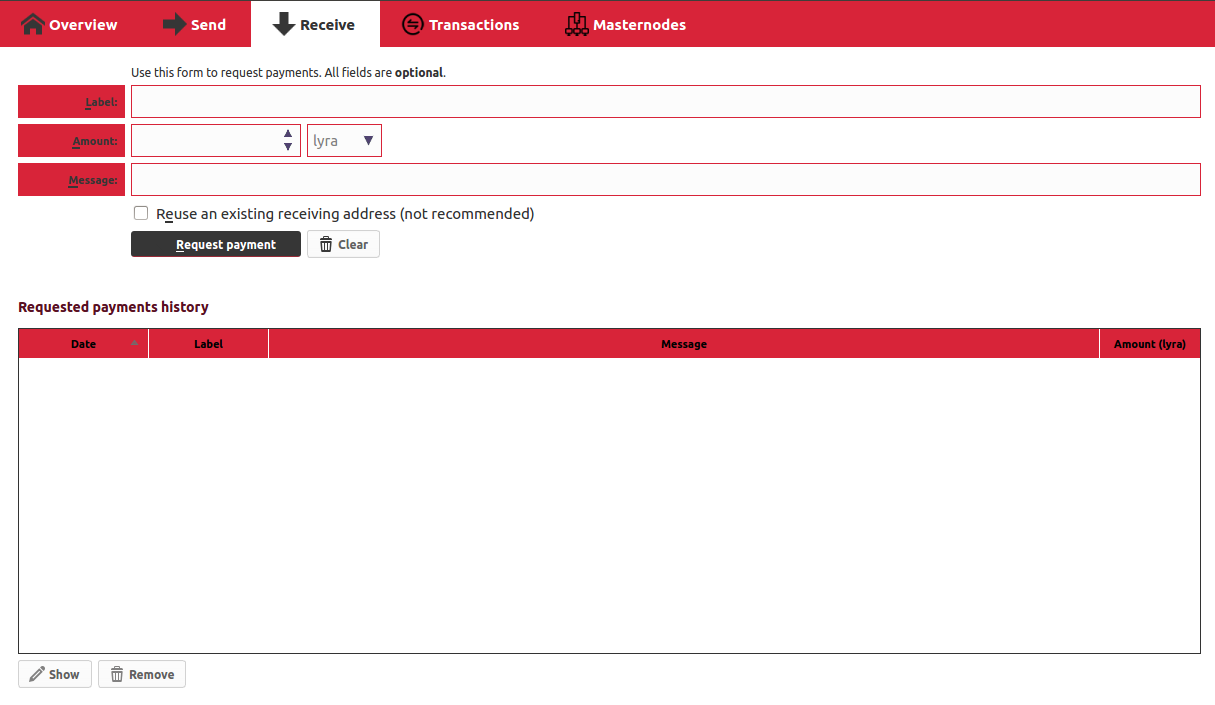 Overview Send Receive Transactions Masternodes
Use this form to request payments. All fields are optional.
Label:
Amount: lyra
Message:
Reuse an existing receiving address (not recommended)
Request payment Clear
Requested payments history
Date Label Message Amount (lyra)
Show Remove